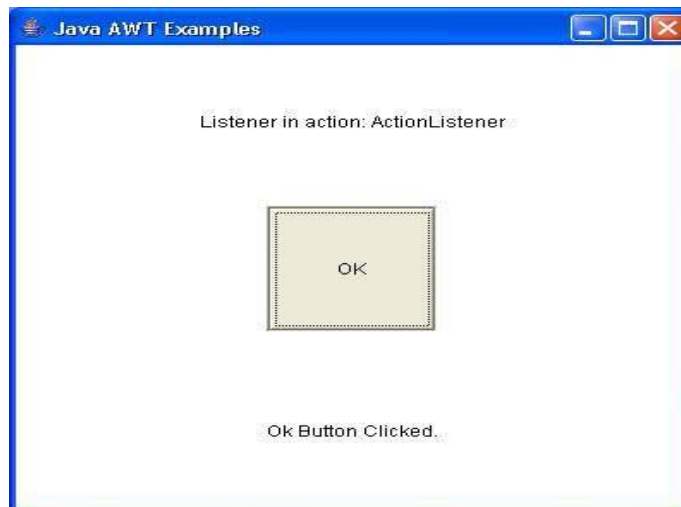 Java AWT Examples
Listener in action: ActionListener
OK
Ok Button Clicked.